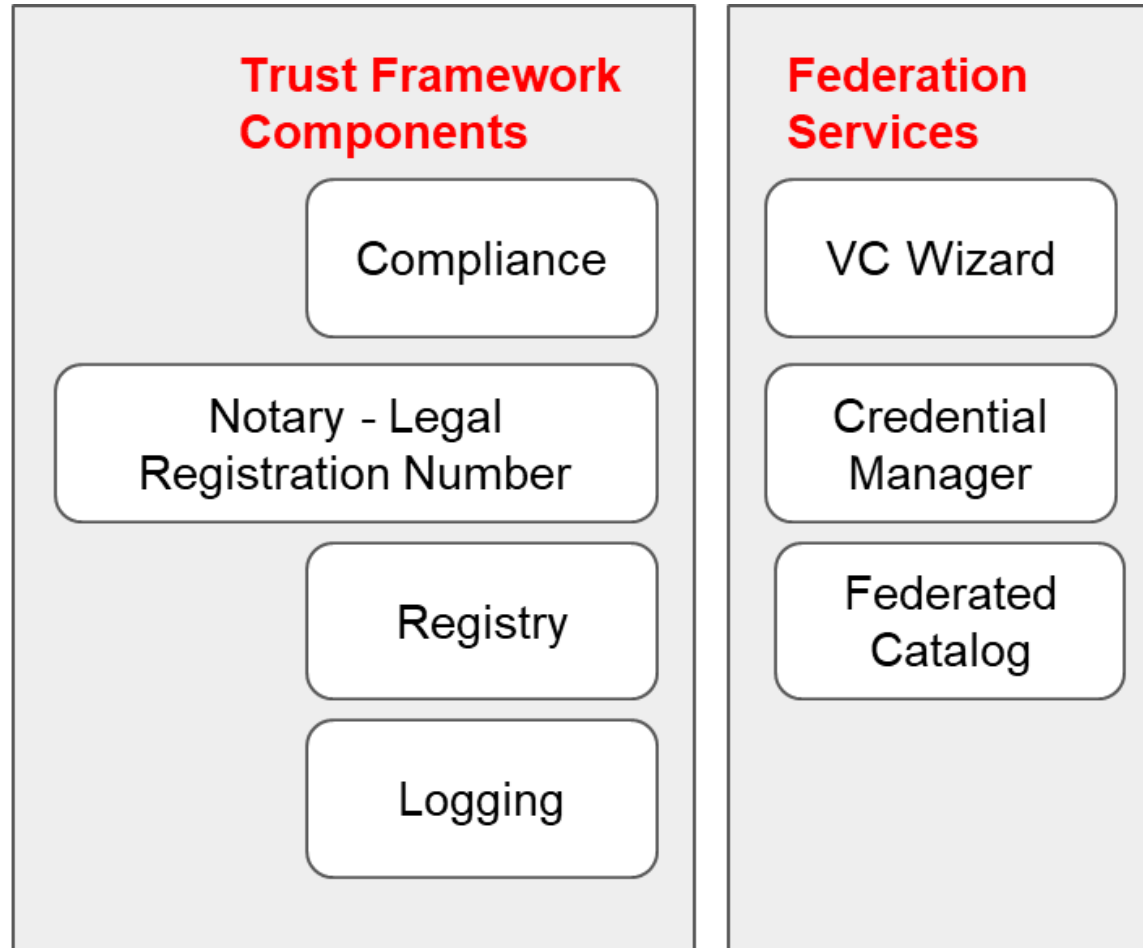 Trust Framework
Components
Compliance
Notary - Legal
Registration Number
Registry
Logging
Federation
Services
VC Wizard
Credential
Manager
Federated
Catalog